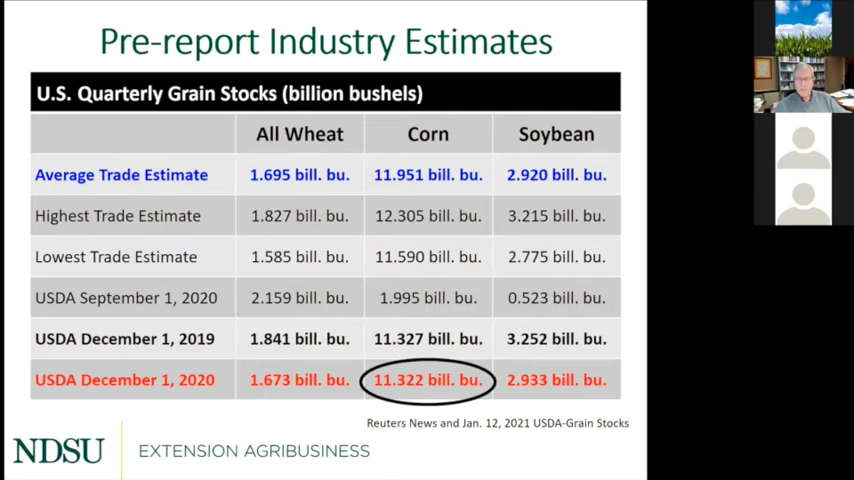 Pre-report Industry Estimates
U.S. Quarterly Grain Stocks (billion bushels)
All Wheat Corn Soybean
Average Trade Estimate 1.695 bill. bu. 11.951 bill. bu. 2.920 bill. bu.
Highest Trade Estimate 1.827 bill. bu. 12.305 bill. bu. 3.215 bill. bu.
Lowest Trade Estimate 1.585 bill. bu. 11.590 bill. bu. 2.775 bill. bu.
USDA September 1, 2020 2.159 bill. bu. 1.995 bill. bu. 0.523 bill. bu.
USDA December 1, 2019 1.841 bill. bu. 11.327 bill. bu. 3.252 bill. bu.
USDA December 1, 2020 1.673 bill. bu. 11.322 bill. bu. 2.933 bill. bu.
Reuters News and Jan. 12, 2021 USDA-Grain Stocks
NDSU EXTENSION AGRIBUSINESS